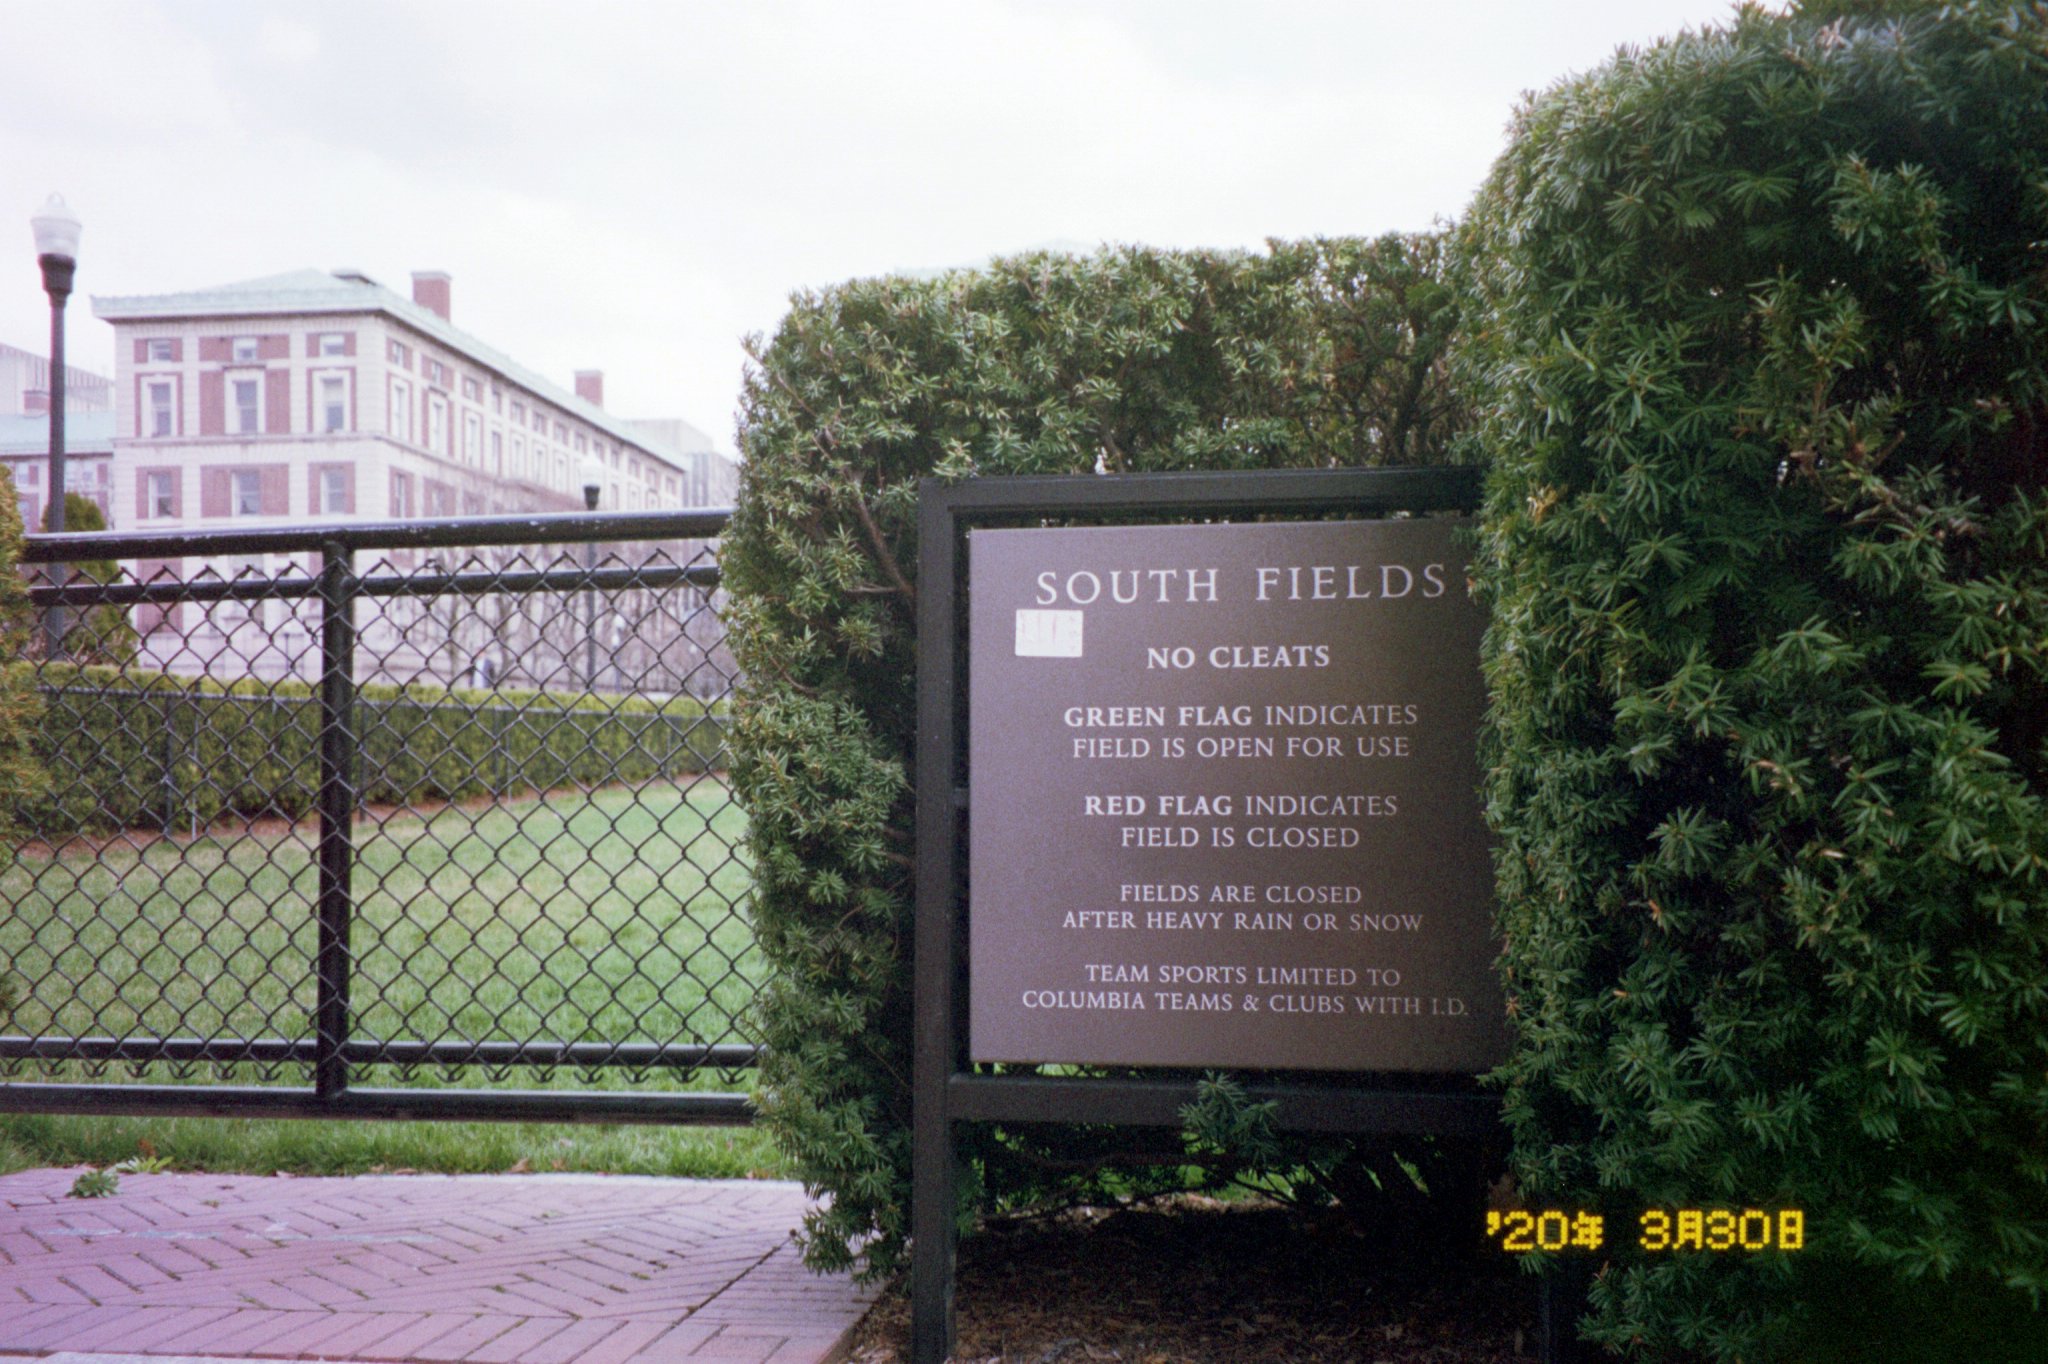 SOUTH FIELDS
NO CLEATS
GREEN FLAG INDICATES
FIELD IS OPEN FOR USE
RED FLAG INDICATES
FIELD IS CLOSED
FIELDS ARE CLOSED
AFTER HEAVY RAIN OR SNOW
TEAM SPORTS LIMITED TO
COLUMBIA TEAMS & CLUBS WITH I.D.
'20年 3月30日